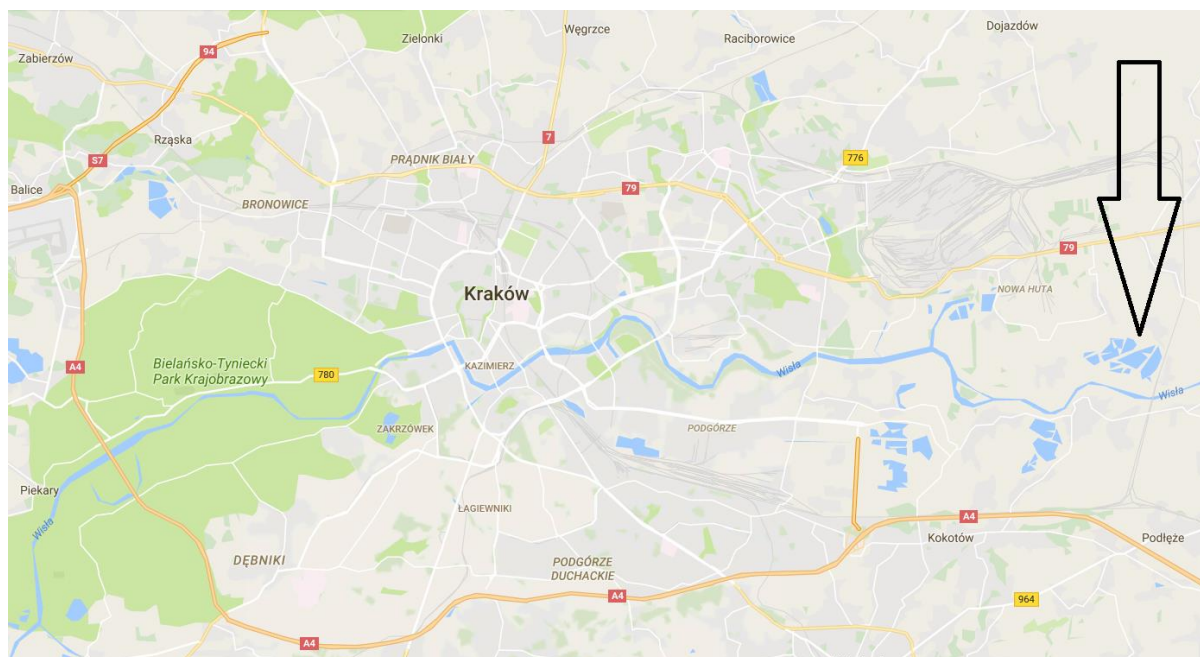 Dojazdów
Węgrzce
Zielonki
Raciborowice
94
Zabierzów
7
Rząska
S7
PRĄDNIK BIAŁY
776
79
Balice
BRONOWICE
79
NOWA HUTA
Kraków
A4
Bielańsko-Tyniecki
Park Krajobrazowy
780
KAZIMIERZ
Wisła
Wisła
ZAKRZÓWEK
PODGÓRZE
Piekary
ŁAGIEWNIKI
A4
Wisła
Kokotów
Podłęże
DĘBNIKI
PODGÓRZE
DUCHACKIE
A4
964
A4